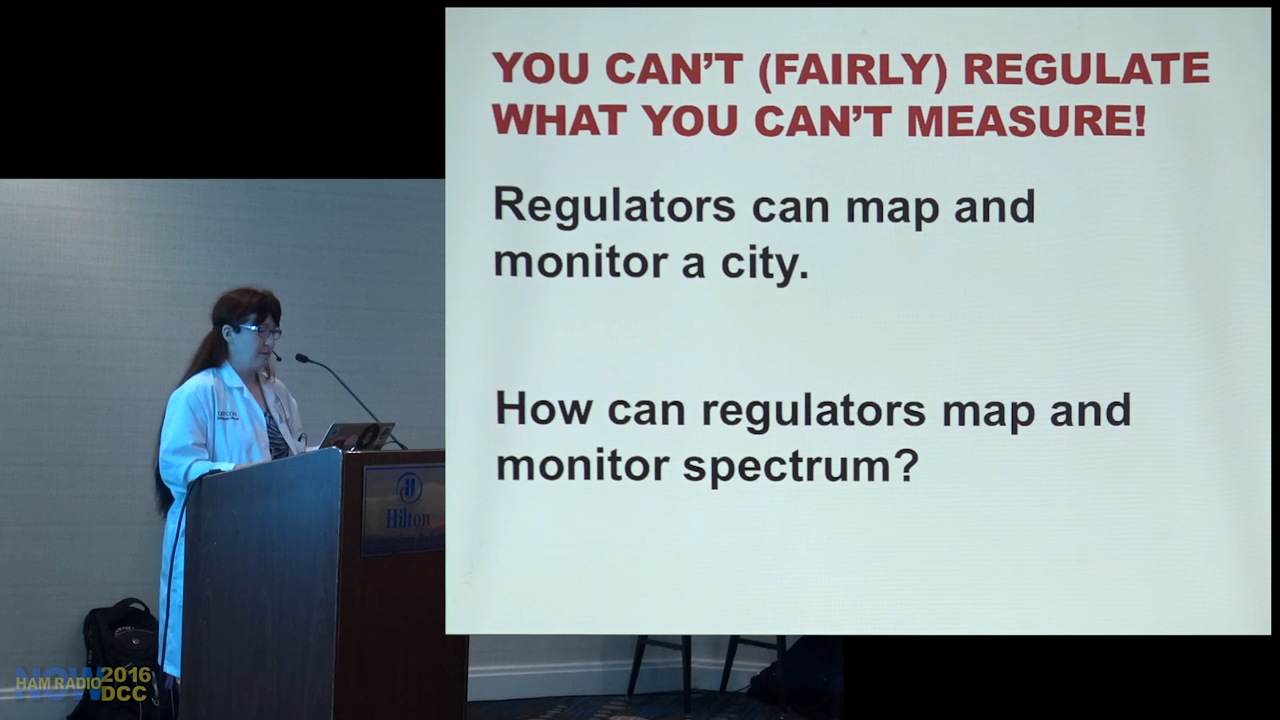 YOU CAN'T (FAIRLY) REGULATE
WHAT YOU CAN'T MEASURE!
Regulators can map and
monitor a city.
How can regulators map and
monitor spectrum?
Hilton
HAM RADIO
NOW
2016
DCC